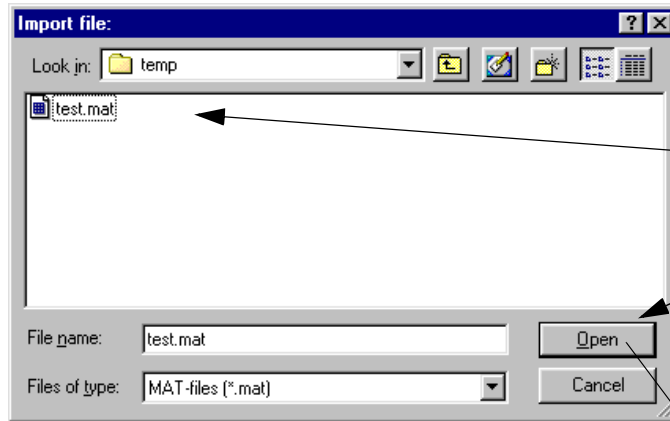 Import file:
Look in: temp
test.mat
File name: test.mat
Open
Files of type: MAT-files (*.mat)
Cancel